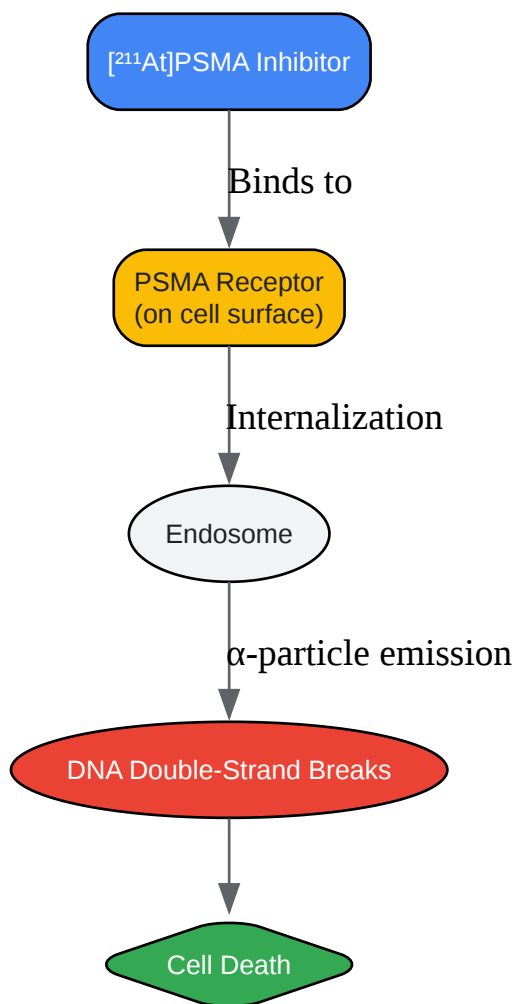 [²¹¹At]PSMA Inhibitor
Binds to
PSMA Receptor
(on cell surface)
Internalization
Endosome
α-particle emission
DNA Double-Strand Breaks
Cell Death